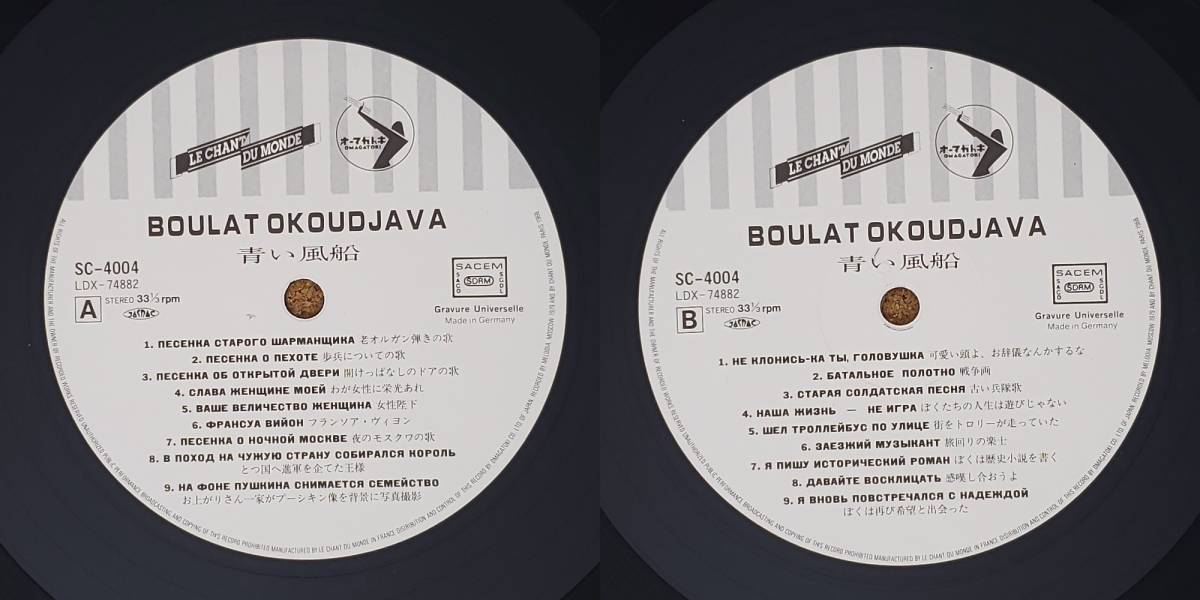 LE CHANT DU MONDE
オーマガトキ
OMAGATOKI
BOULAT OKOUDJAVA
青い風船
SC-4004
LDX-74882
A STEREO 33⅓ rpm
JASRAC
SACEM
SACD SDRM SGDL
Gravure Universelle
Made in Germany
1. ПЕСЕНКА СТАРОГО ШАРМАНЩИКА 老オルガン弾きの歌
2. ПЕСЕНКА О ПЕХОТЕ 歩兵についての歌
3. ПЕСЕНКА ОБ ОТКРЫТОЙ ДВЕРИ 開けっぱなしのドアの歌
4. СЛАВА ЖЕНЩИНЕ МОЕЙ わが女性に栄光あれ
5. ВАШЕ ВЕЛИЧЕСТВО ЖЕНЩИНА 女性陛下
6. ФРАНСУА ВИЙОН フランソア・ヴィヨン
7. ПЕСЕНКА О НОЧНОЙ МОСКВЕ 夜のモスクワの歌
8. В ПОХОД НА ЧУЖУЮ СТРАНУ СОБИРАЛСЯ КОРОЛЬ
とつ国へ進軍を企てた王様
9. НА ФОНЕ ПУШКИНА СНИМАЕТСЯ СЕМЕЙСТВО
お上がりさん一家がプーシキン像を背景に写真撮影
LE CHANT DU MONDE
オーマガトキ
OMAGATOKI
BOULAT OKOUDJAVA
青い風船
SC-4004
LDX-74882
B STEREO 33⅓ rpm
JASRAC
SACEM
SACD SDRM SGDL
Gravure Universelle
Made in Germany
1. НЕ КЛОНИСЬ-КА ТЫ, ГОЛОВУШКА 可愛い頭よ、お辞儀なんかするな
2. БАТАЛЬНОЕ ПОЛОТНО 戦争画
3. СТАРАЯ СОЛДАТСКАЯ ПЕСНЯ 古い兵隊歌
4. НАША ЖИЗНЬ — НЕ ИГРА ぼくたちの人生は遊びじゃない
5. ШЕЛ ТРОЛЛЕЙБУС ПО УЛИЦЕ 街をトロリーが走っていた
6. ЗАЕЗЖИЙ МУЗЫКАНТ 旅回りの楽士
7. Я ПИШУ ИСТОРИЧЕСКИЙ РОМАН ぼくは歴史小説を書く
8. ДАВАЙТЕ ВОСКЛИЦАТЬ 感嘆し合おうよ
9. Я ВНОВЬ ПОВСТРЕЧАЛСЯ С НАДЕЖДОЙ
ぼくは再び希望と出会った